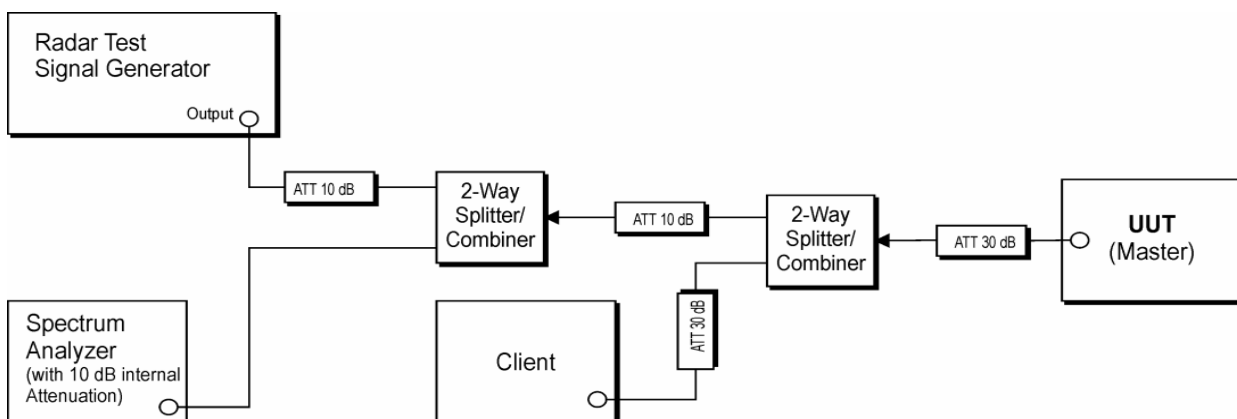 Radar Test
Signal Generator
Output
ATT 10 dB
2-Way
Splitter/
Combiner
ATT 10 dB
2-Way
Splitter/
Combiner
ATT 30 dB
UUT
(Master)
ATT 30 dB
Spectrum
Analyzer
(with 10 dB internal
Attenuation)
Client